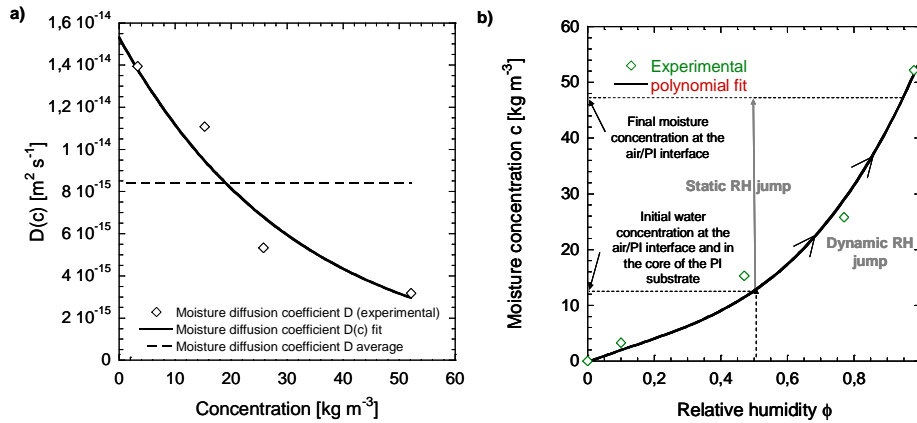 a)
D(c) [m² s⁻¹]
1,6 10⁻¹⁴
1,4 10⁻¹⁴
1,2 10⁻¹⁴
1 10⁻¹⁴
8 10⁻¹⁵
6 10⁻¹⁵
4 10⁻¹⁵
2 10⁻¹⁵
0
Moisture diffusion coefficient D (experimental)
Moisture diffusion coefficient D(c) fit
Moisture diffusion coefficient D average
0 10 20 30 40 50 60
Concentration [kg m⁻³]
b)
Moisture concentration c [kg m⁻³]
60
50
40
30
20
10
0
Experimental
polynomial fit
Final moisture
concentration at the
air/PI interface
Static RH jump
Initial water
concentration at the
air/PI interface and in
the core of the PI
substrate
Dynamic RH
jump
0 0,2 0,4 0,6 0,8 1
Relative humidity ϕ